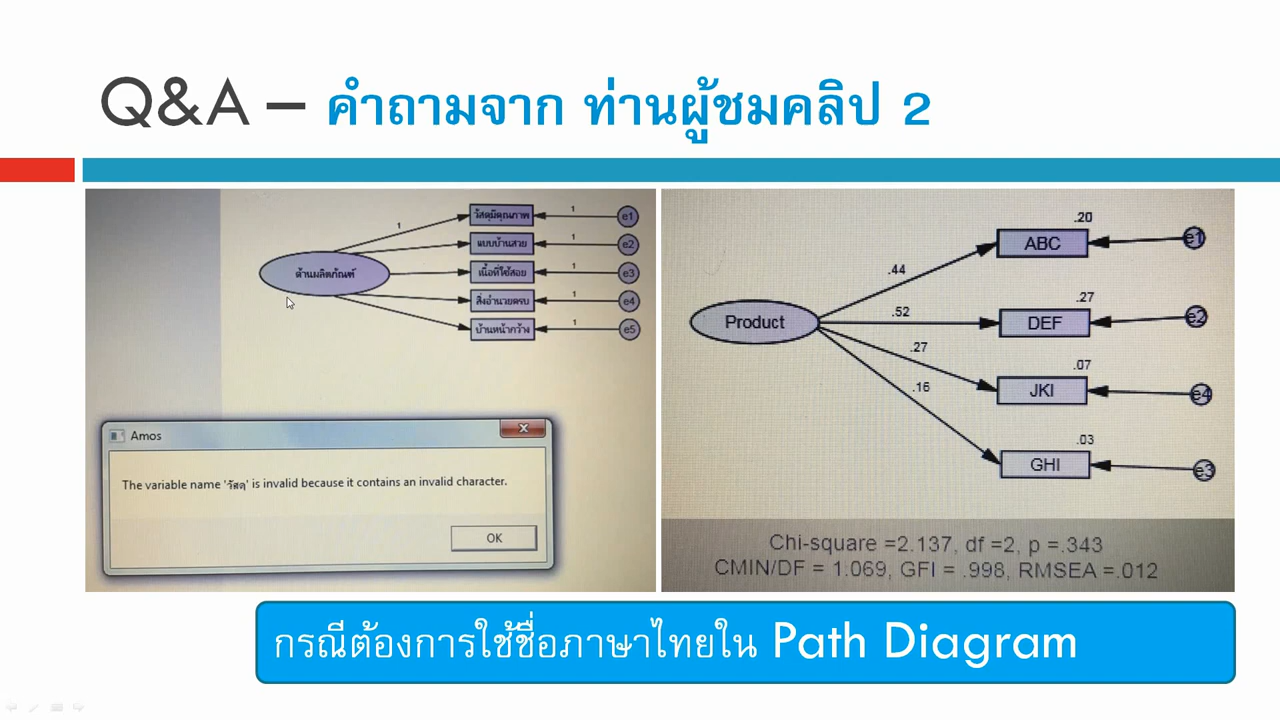 Q&A – คำถามจาก ท่านผู้ชมคลิป 2
วัสดุมีคุณภาพ
1
e1
1
แบบบ้านสวย
1
e2
ด้านผลิตภัณฑ์
เนื้อที่ใช้สอย
1
e3
สิ่งอำนวยครบ
1
e4
บ้านหน้ากว้าง
1
e5
Amos
The variable name 'วัสดุ' is invalid because it contains an invalid character.
OK
.20
ABC
e1
.44
.27
Product
.52
DEF
e2
.27
.07
JKI
e4
.16
.03
GHI
e3
Chi-square =2.137, df =2, p =.343
CMIN/DF = 1.069, GFI = .998, RMSEA =.012
กรณีต้องการใช้ชื่อภาษาไทยใน Path Diagram